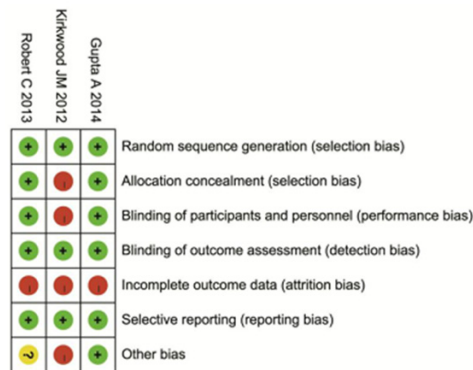 Robert C 2013
Kirkwood JM 2012
Gupta A 2014
+ + + Random sequence generation (selection bias)
+ - + Allocation concealment (selection bias)
+ - + Blinding of participants and personnel (performance bias)
+ + + Blinding of outcome assessment (detection bias)
- - - Incomplete outcome data (attrition bias)
+ + + Selective reporting (reporting bias)
? - + Other bias